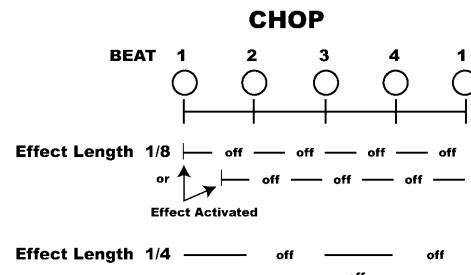 CHOP
BEAT 1 2 3 4 1
Effect Length 1/8 off off off off
or off off off
Effect Activated
Effect Length 1/4 off off